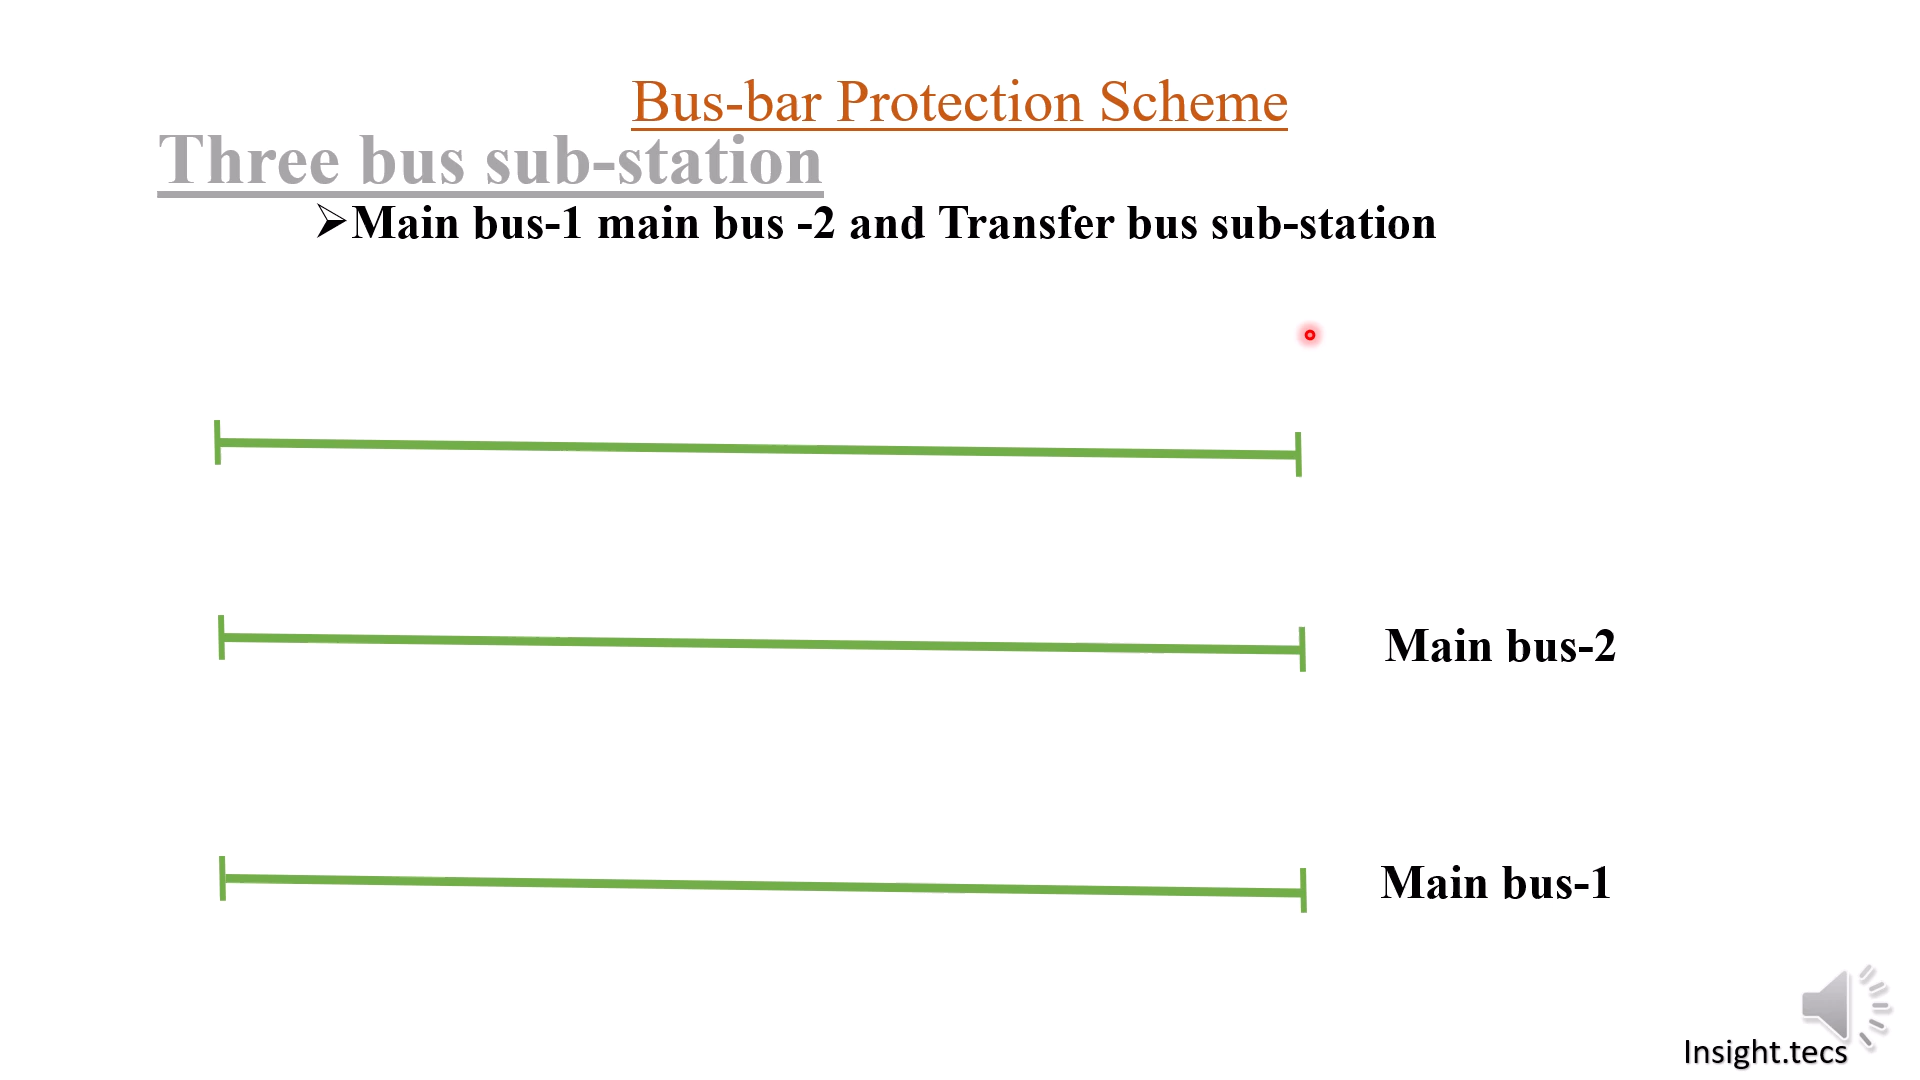 Bus-bar Protection Scheme
Three bus sub-station
➢Main bus-1 main bus -2 and Transfer bus sub-station
Main bus-2
Main bus-1
Insight.tecs